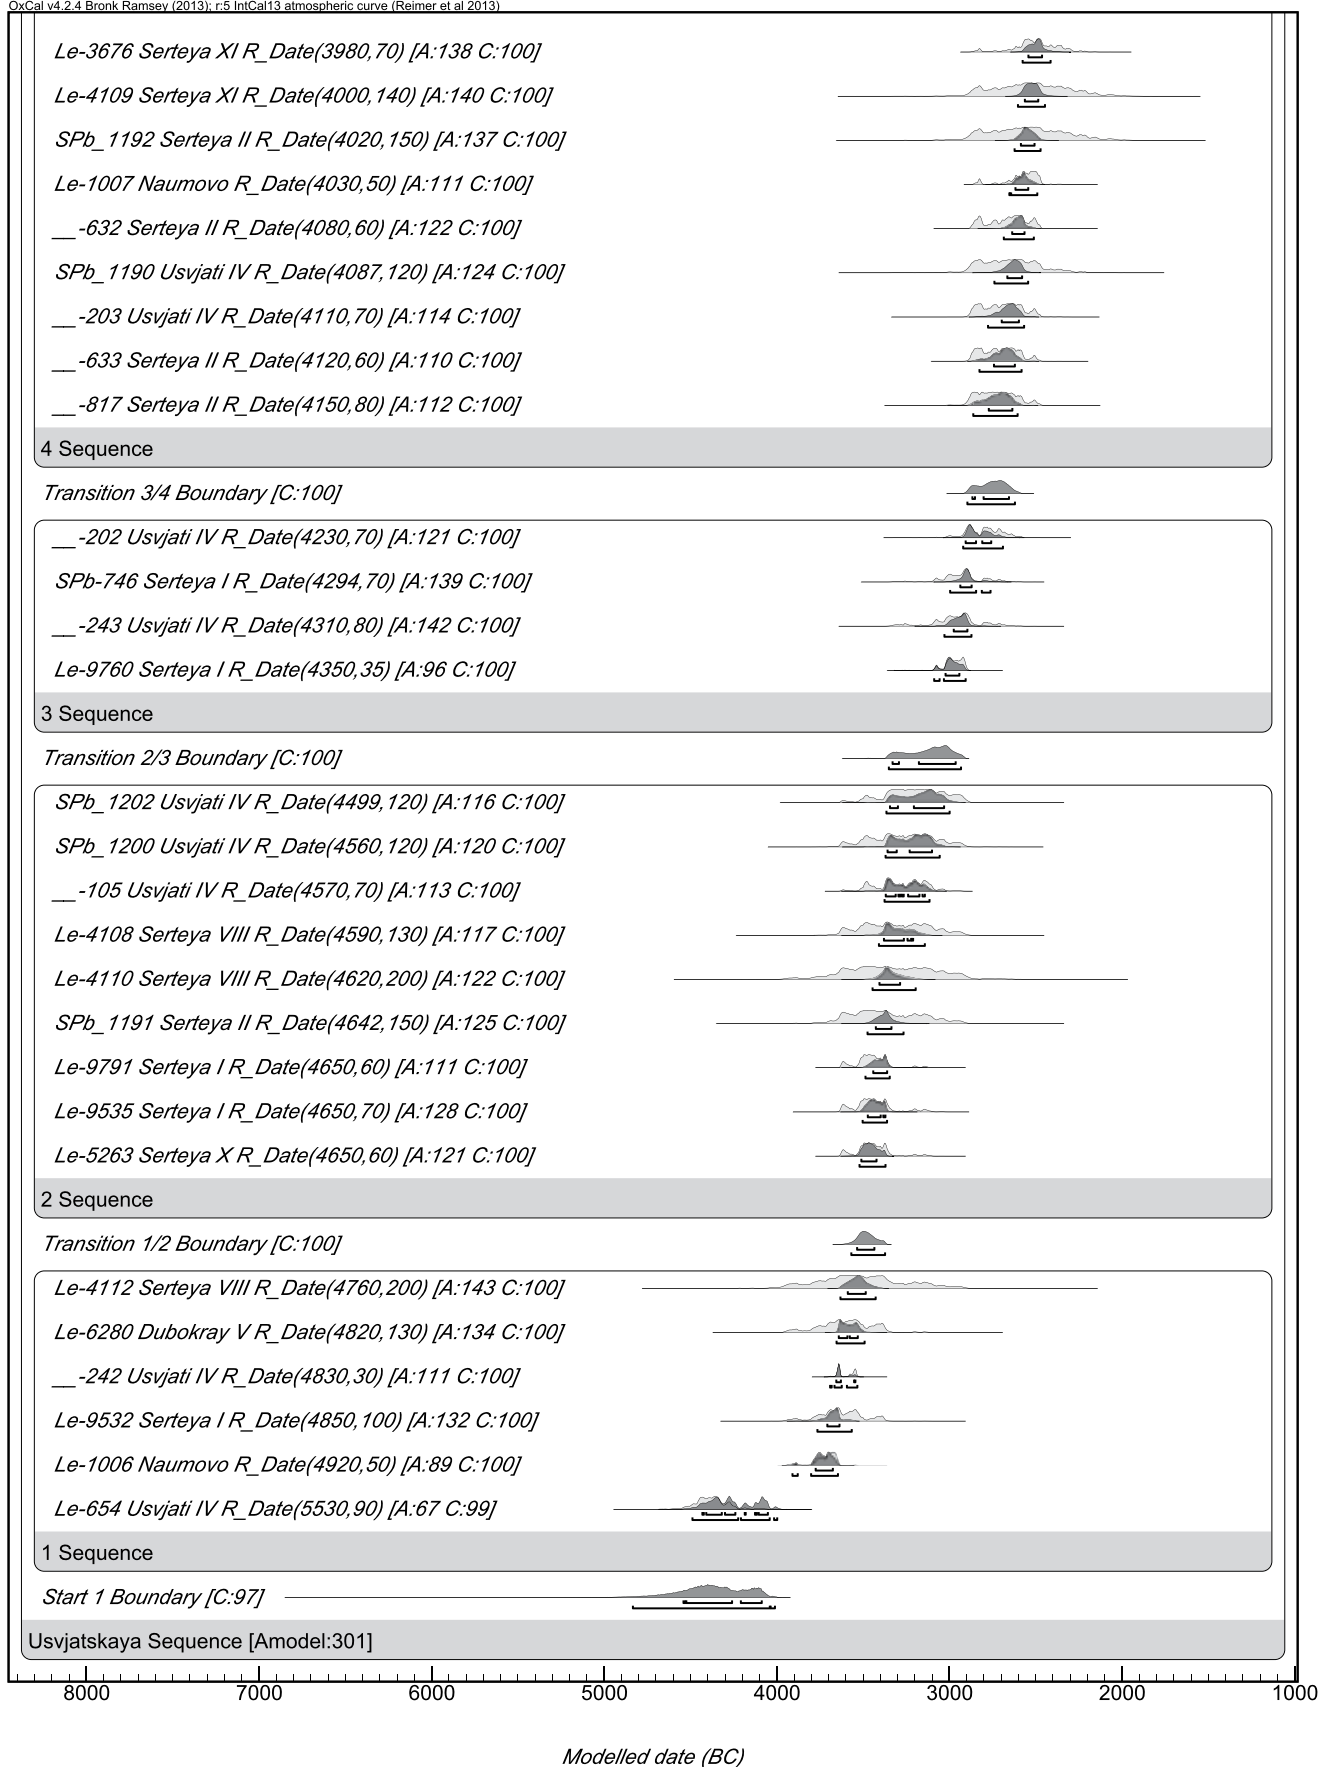 OxCal v4.2.4 Bronk Ramsey (2013); r:5 IntCal13 atmospheric curve (Reimer et al 2013)
Le-3676 Serteya XI R_Date(3980,70) [A:138 C:100]
Le-4109 Serteya XI R_Date(4000,140) [A:140 C:100]
SPb_1192 Serteya II R_Date(4020,150) [A:137 C:100]
Le-1007 Naumovo R_Date(4030,50) [A:111 C:100]
__-632 Serteya II R_Date(4080,60) [A:122 C:100]
SPb_1190 Usvjati IV R_Date(4087,120) [A:124 C:100]
__-203 Usvjati IV R_Date(4110,70) [A:114 C:100]
__-633 Serteya II R_Date(4120,60) [A:110 C:100]
__-817 Serteya II R_Date(4150,80) [A:112 C:100]
4 Sequence
Transition 3/4 Boundary [C:100]
__-202 Usvjati IV R_Date(4230,70) [A:121 C:100]
SPb-746 Serteya I R_Date(4294,70) [A:139 C:100]
__-243 Usvjati IV R_Date(4310,80) [A:142 C:100]
Le-9760 Serteya I R_Date(4350,35) [A:96 C:100]
3 Sequence
Transition 2/3 Boundary [C:100]
SPb_1202 Usvjati IV R_Date(4499,120) [A:116 C:100]
SPb_1200 Usvjati IV R_Date(4560,120) [A:120 C:100]
__-105 Usvjati IV R_Date(4570,70) [A:113 C:100]
Le-4108 Serteya VIII R_Date(4590,130) [A:117 C:100]
Le-4110 Serteya VIII R_Date(4620,200) [A:122 C:100]
SPb_1191 Serteya II R_Date(4642,150) [A:125 C:100]
Le-9791 Serteya I R_Date(4650,60) [A:111 C:100]
Le-9535 Serteya I R_Date(4650,70) [A:128 C:100]
Le-5263 Serteya X R_Date(4650,60) [A:121 C:100]
2 Sequence
Transition 1/2 Boundary [C:100]
Le-4112 Serteya VIII R_Date(4760,200) [A:143 C:100]
Le-6280 Dubokray V R_Date(4820,130) [A:134 C:100]
__-242 Usvjati IV R_Date(4830,30) [A:111 C:100]
Le-9532 Serteya I R_Date(4850,100) [A:132 C:100]
Le-1006 Naumovo R_Date(4920,50) [A:89 C:100]
Le-654 Usvjati IV R_Date(5530,90) [A:67 C:99]
1 Sequence
Start 1 Boundary [C:97]
Usvjatskaya Sequence [Amodel:301]
8000 7000 6000 5000 4000 3000 2000 1000
Modelled date (BC)